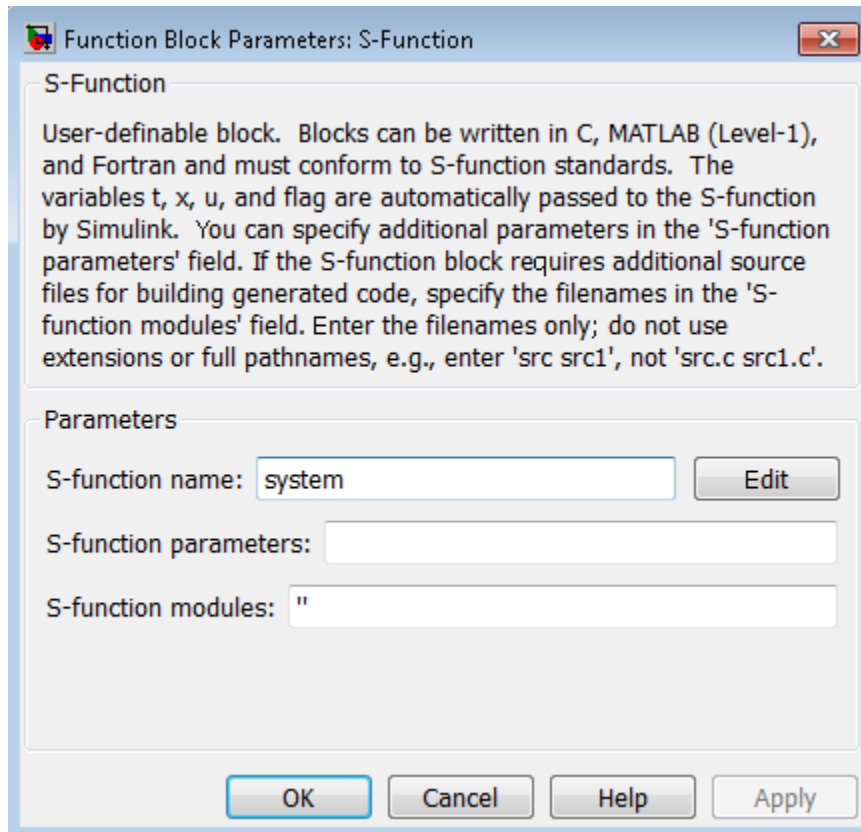 Function Block Parameters: S-Function
S-Function
User-definable block.  Blocks can be written in C, MATLAB (Level-1),
and Fortran and must conform to S-function standards.  The
variables t, x, u, and flag are automatically passed to the S-function
by Simulink.  You can specify additional parameters in the 'S-function
parameters' field. If the S-function block requires additional source
files for building generated code, specify the filenames in the 'S-
function modules' field. Enter the filenames only; do not use
extensions or full pathnames, e.g., enter 'src src1', not 'src.c src1.c'.
Parameters
S-function name: system Edit
S-function parameters:
S-function modules: ''
OK Cancel Help Apply